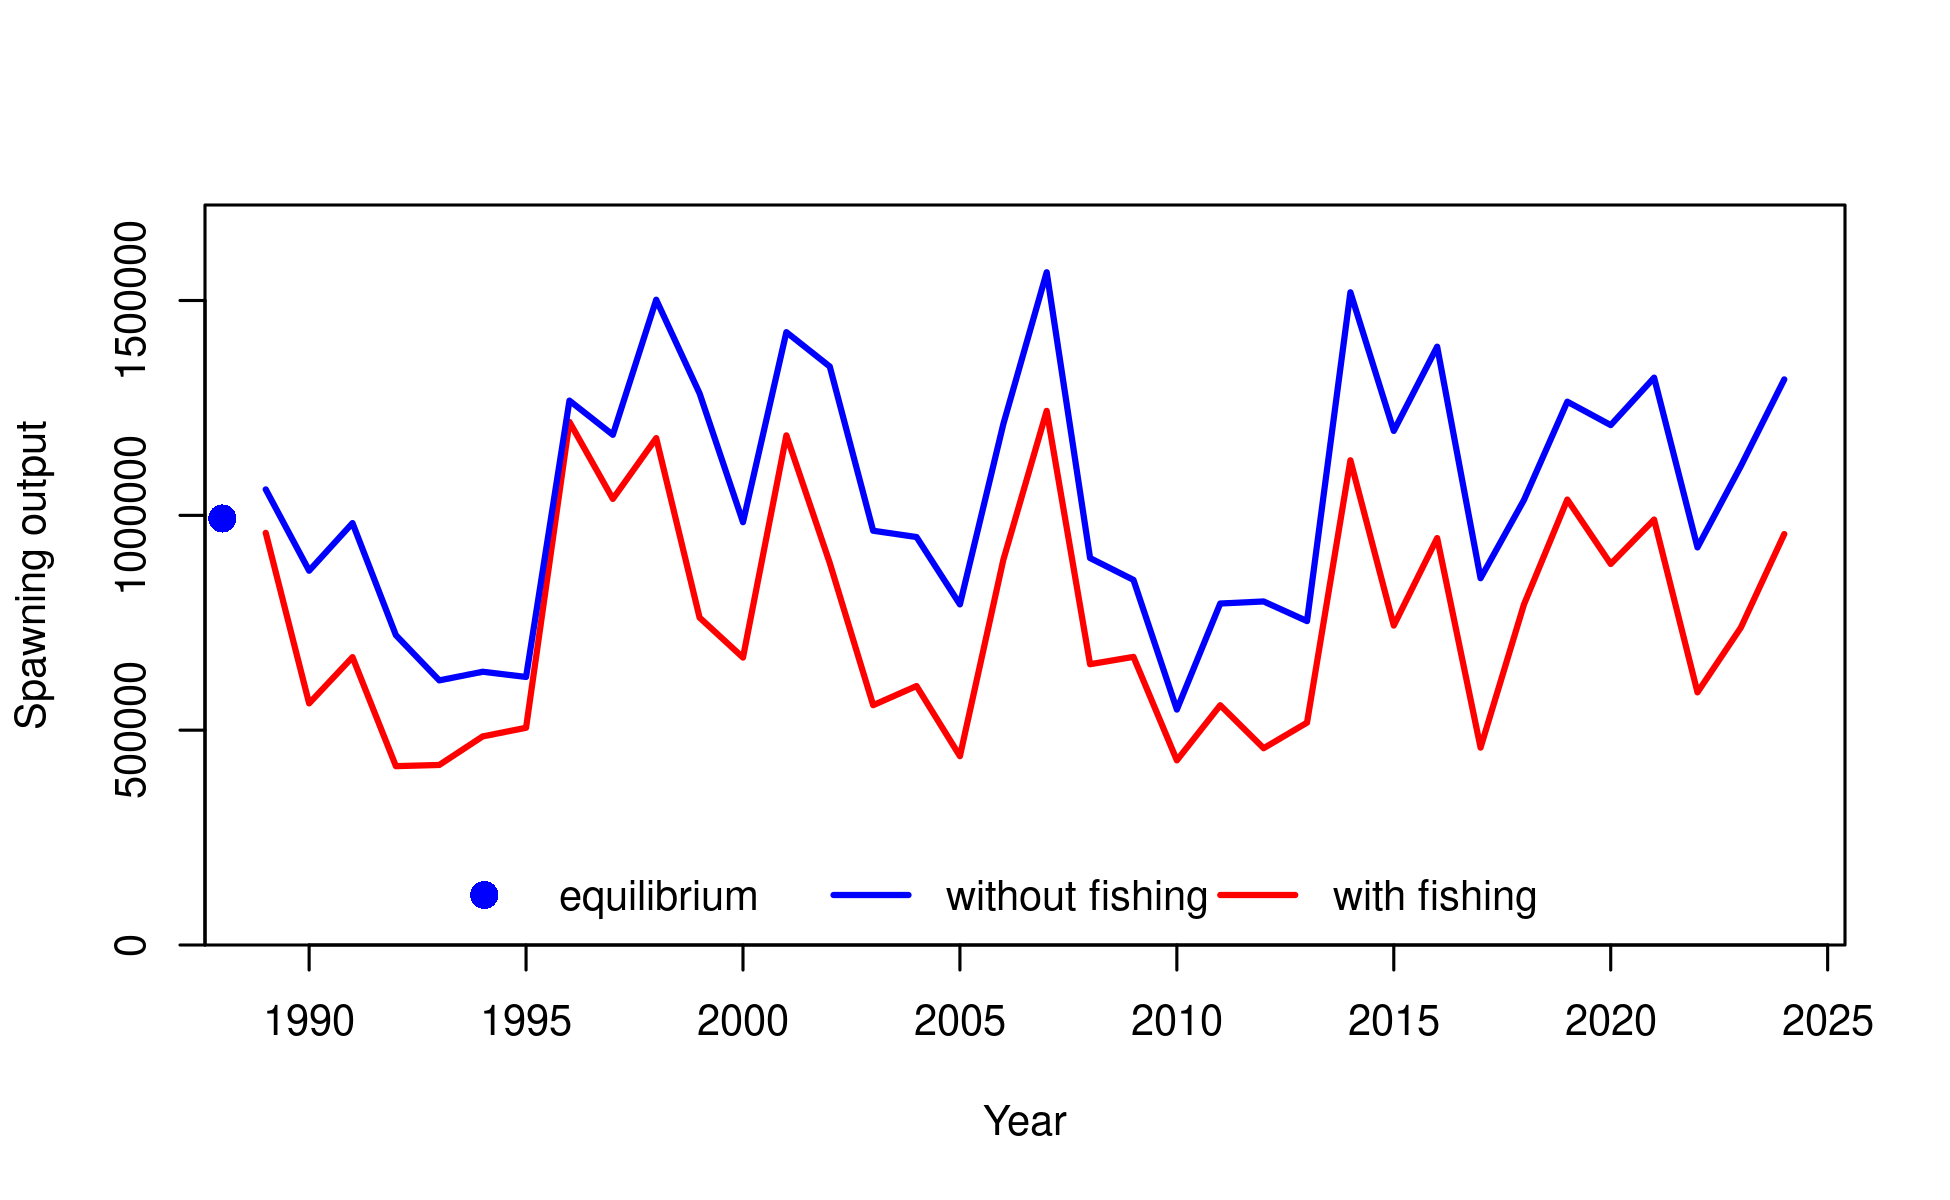 Spawning output
1500000
1000000
500000
0
equilibrium without fishing with fishing
1990 1995 2000 2005 2010 2015 2020 2025
Year